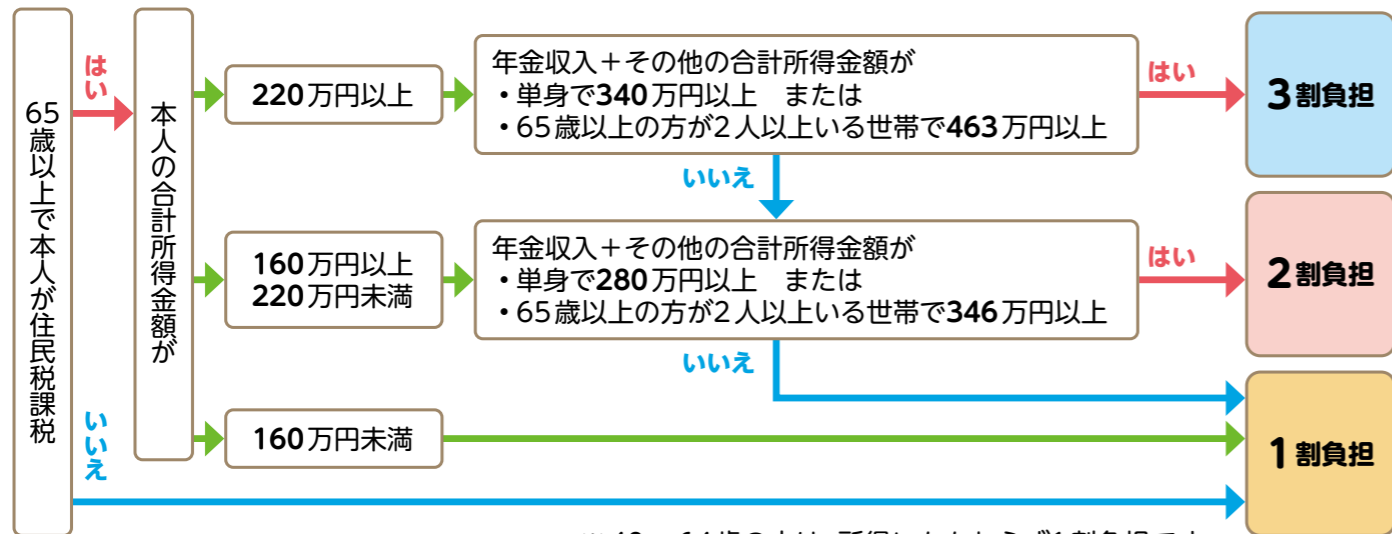 65歳以上で本人が住民税課税
はい
いいえ
本人の合計所得金額が
220万円以上
年金収入＋その他の合計所得金額が
・単身で340万円以上　または
・65歳以上の方が2人以上いる世帯で463万円以上
はい
3割負担
いいえ
160万円以上
220万円未満
年金収入＋その他の合計所得金額が
・単身で280万円以上　または
・65歳以上の方が2人以上いる世帯で346万円以上
はい
2割負担
いいえ
160万円未満
1割負担